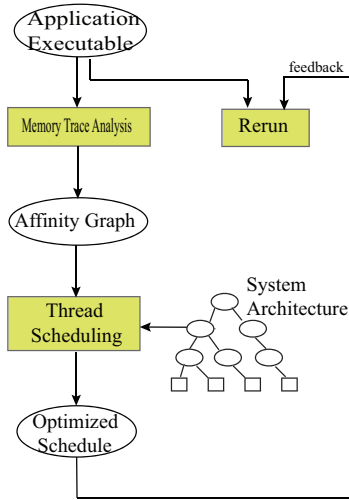 Application
Executable
feedback
Memory Trace Analysis
Rerun
Affinity Graph
System
Architecture
Thread
Scheduling
Optimized
Schedule